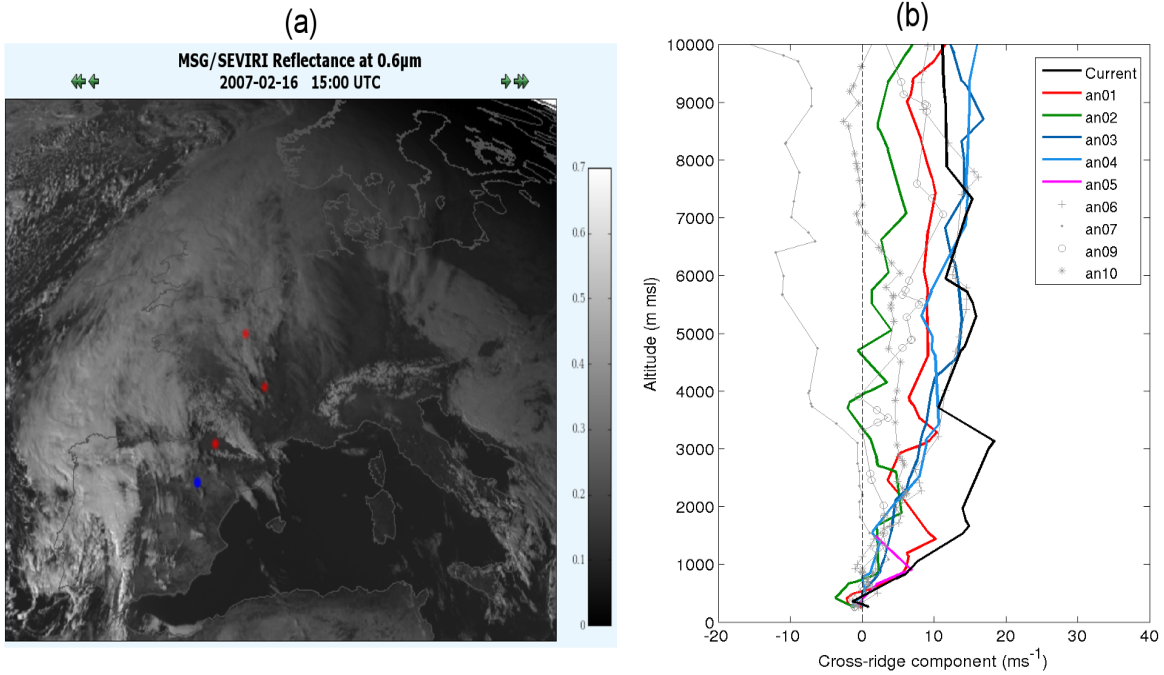 (a)
MSG/SEVIRI Reflectance at 0.6µm
2007-02-16 15:00 UTC
0.7
0.6
0.5
0.4
0.3
0.2
0.1
0
(b)
10000
9000
8000
7000
6000
5000
4000
3000
2000
1000
0
Altitude (m msl)
Current
an01
an02
an03
an04
an05
an06
an07
an09
an10
-20
-10
0
10
20
30
40
Cross-ridge component (ms⁻¹)